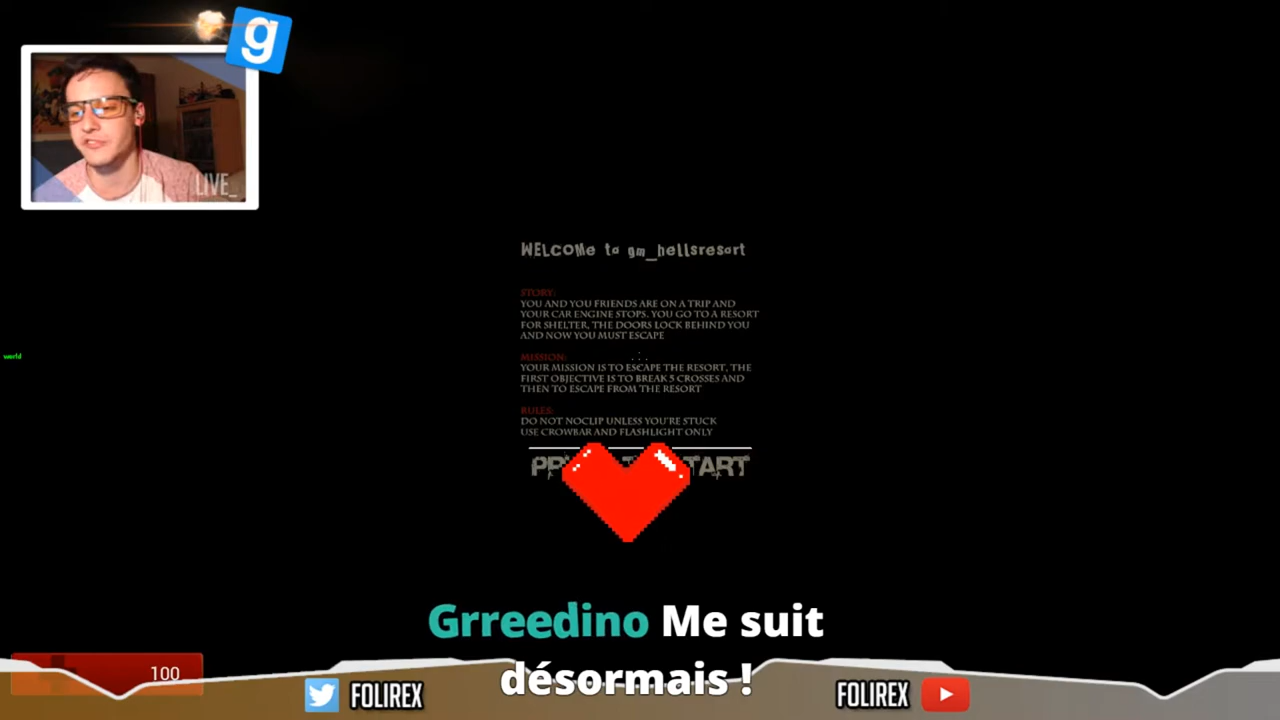 g
LIVE_
WELCOMe to gm_hellsresort
STORY:
YOU AND YOU FRIENDS ARE ON A TRIP AND
YOUR CAR ENGINE STOPS. YOU GO TO A RESORT
FOR SHELTER, THE DOORS LOCK BEHIND YOU
AND NOW YOU MUST ESCAPE
world
MISSION:
YOUR MISSION IS TO ESCAPE THE RESORT, THE
FIRST OBJECTIVE IS TO BREAK 5 CROSSES AND
THEN TO ESCAPE FROM THE RESORT
RULES:
DO NOT NOCLIP UNLESS YOU'RE STUCK
USE CROWBAR AND FLASHLIGHT ONLY
Grreedino Me suit
désormais !
100
FOLIREX
FOLIREX